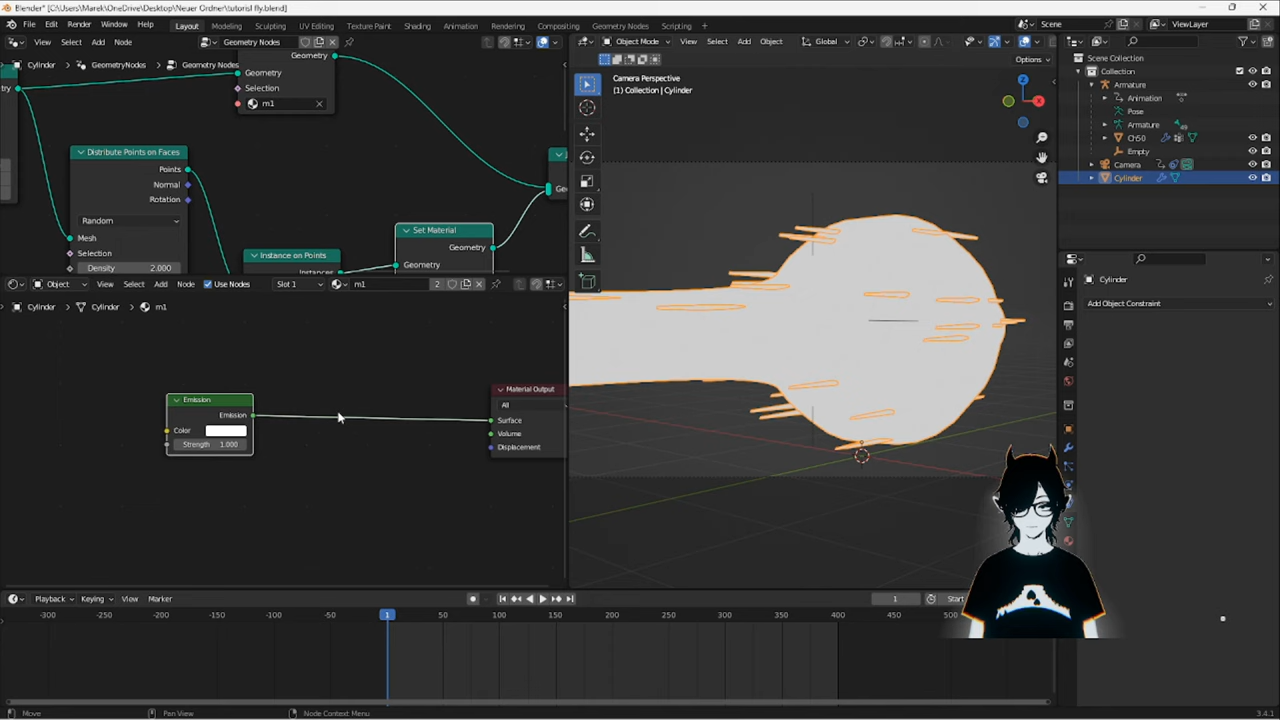 Blender* [C:\Users\Marek\OneDrive\Desktop\Neuer Ordner\tutorisl fly.blend]
File Edit Render Window Help Layout Modeling Sculpting UV Editing Texture Paint Shading Animation Rendering Compositing Geometry Nodes Scripting Scene ViewLayer
View Select Add Node Geometry Nodes
Object Mode View Select Add Object Global
Options
Cylinder GeometryNodes Geometry Nodes
Geometry
Geometry
Selection
m1
Distribute Points on Faces
Points
Normal
Rotation
Random
Mesh
Selection
Density 2.000
Instance on Points
Instances
Set Material
Geometry
Geometry
Camera Perspective
(1) Collection | Cylinder
Scene Collection
Collection
Armature
Animation
Pose
Armature
Ch50
Empty
Camera
Cylinder
Cylinder
Add Object Constraint
Object View Select Add Node Use Nodes Slot 1 m1 2
Cylinder Cylinder m1
Emission
Emission
Color
Strength 1.000
Material Output
All
Surface
Volume
Displacement
Playback Keying View Marker 1 Start
-300 -250 -200 -150 -100 -50 1 50 100 150 200 250 300 350 400 450
Move Pan View Node Context Menu 3.4.1